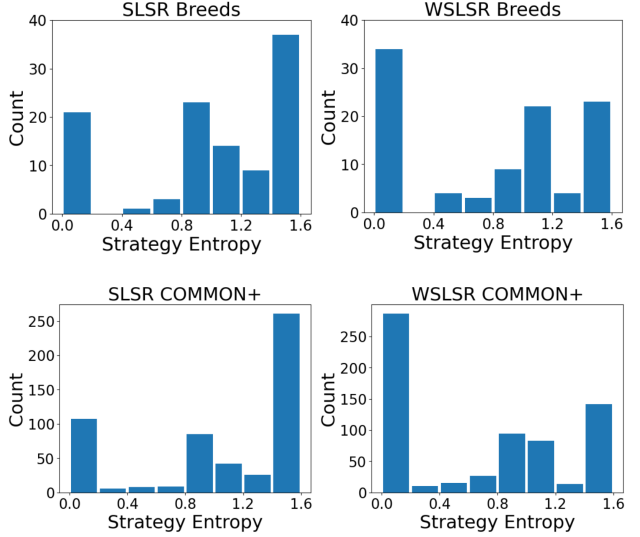 SLSR Breeds
Count
40
30
20
10
0
0.0 0.4 0.8 1.2 1.6
Strategy Entropy
WSLSR Breeds
Count
40
30
20
10
0
0.0 0.4 0.8 1.2 1.6
Strategy Entropy
SLSR COMMON+
Count
250
200
150
100
50
0
0.0 0.4 0.8 1.2 1.6
Strategy Entropy
WSLSR COMMON+
Count
250
200
150
100
50
0
0.0 0.4 0.8 1.2 1.6
Strategy Entropy